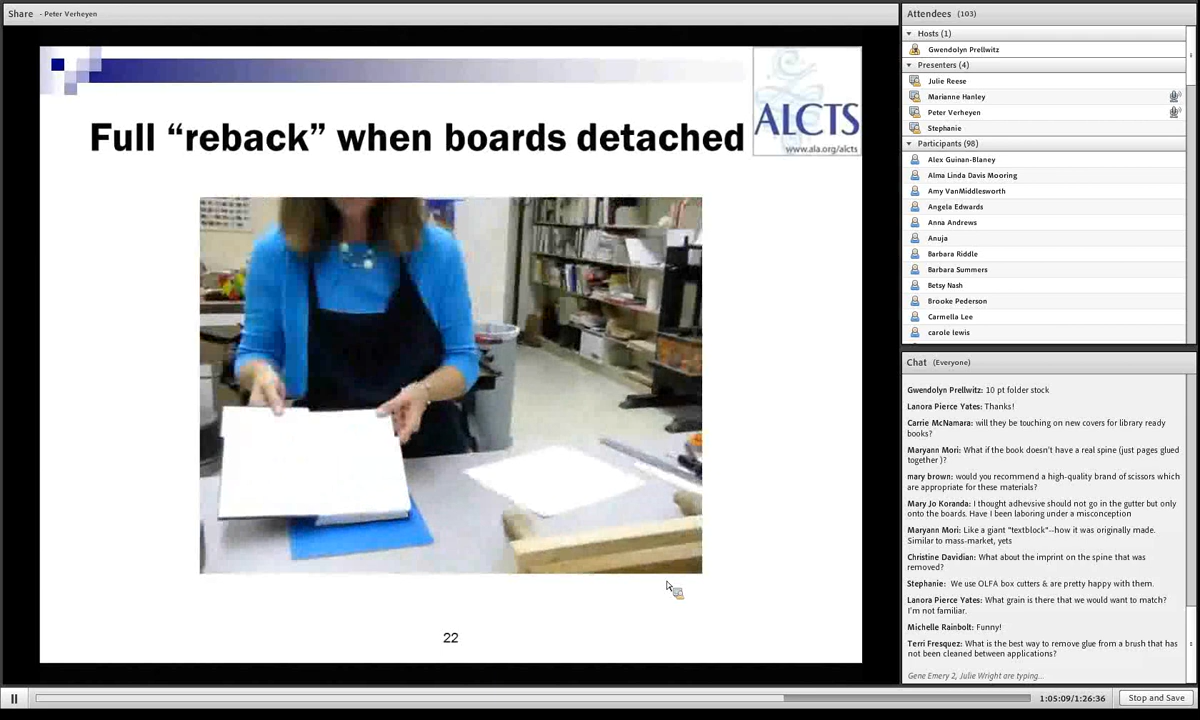 Share - Peter Verheyen
ALCTS
www.ala.org/alcts
Full “reback” when boards detached
22
Attendees (103)
Hosts (1)
Gwendolyn Prellwitz
Presenters (4)
Julie Reese
Marianne Hanley
Peter Verheyen
Stephanie
Participants (98)
Alex Guinan-Blaney
Alma Linda Davis Mooring
Amy VanMiddlesworth
Angela Edwards
Anna Andrews
Anuja
Barbara Riddle
Barbara Summers
Betsy Nash
Brooke Pederson
Carmella Lee
carole lewis
Chat (Everyone)
Gwendolyn Prellwitz: 10 pt folder stock
Lanora Pierce Yates: Thanks!
Carrie McNamara: will they be touching on new covers for library ready
books?
Maryann Mori: What if the book doesn't have a real spine (just pages glued
together )?
mary brown: would you recommend a high-quality brand of scissors which
are appropriate for these materials?
Mary Jo Koranda: I thought adhevsive should not go in the gutter but only
onto the boards. Have I been laboring under a misconception
Maryann Mori: Like a giant "textblock"--how it was originally made.
Similar to mass-market, yets
Christine Davidian: What about the imprint on the spine that was
removed?
Stephanie: We use OLFA box cutters & are pretty happy with them.
Lanora Pierce Yates: What grain is there that we would want to match?
I'm not familiar.
Michelle Rainbolt: Funny!
Terri Fresquez: What is the best way to remove glue from a brush that has
not been cleaned between applications?
Gene Emery 2, Julie Wright are typing...
1:05:09/1:26:36
Stop and Save